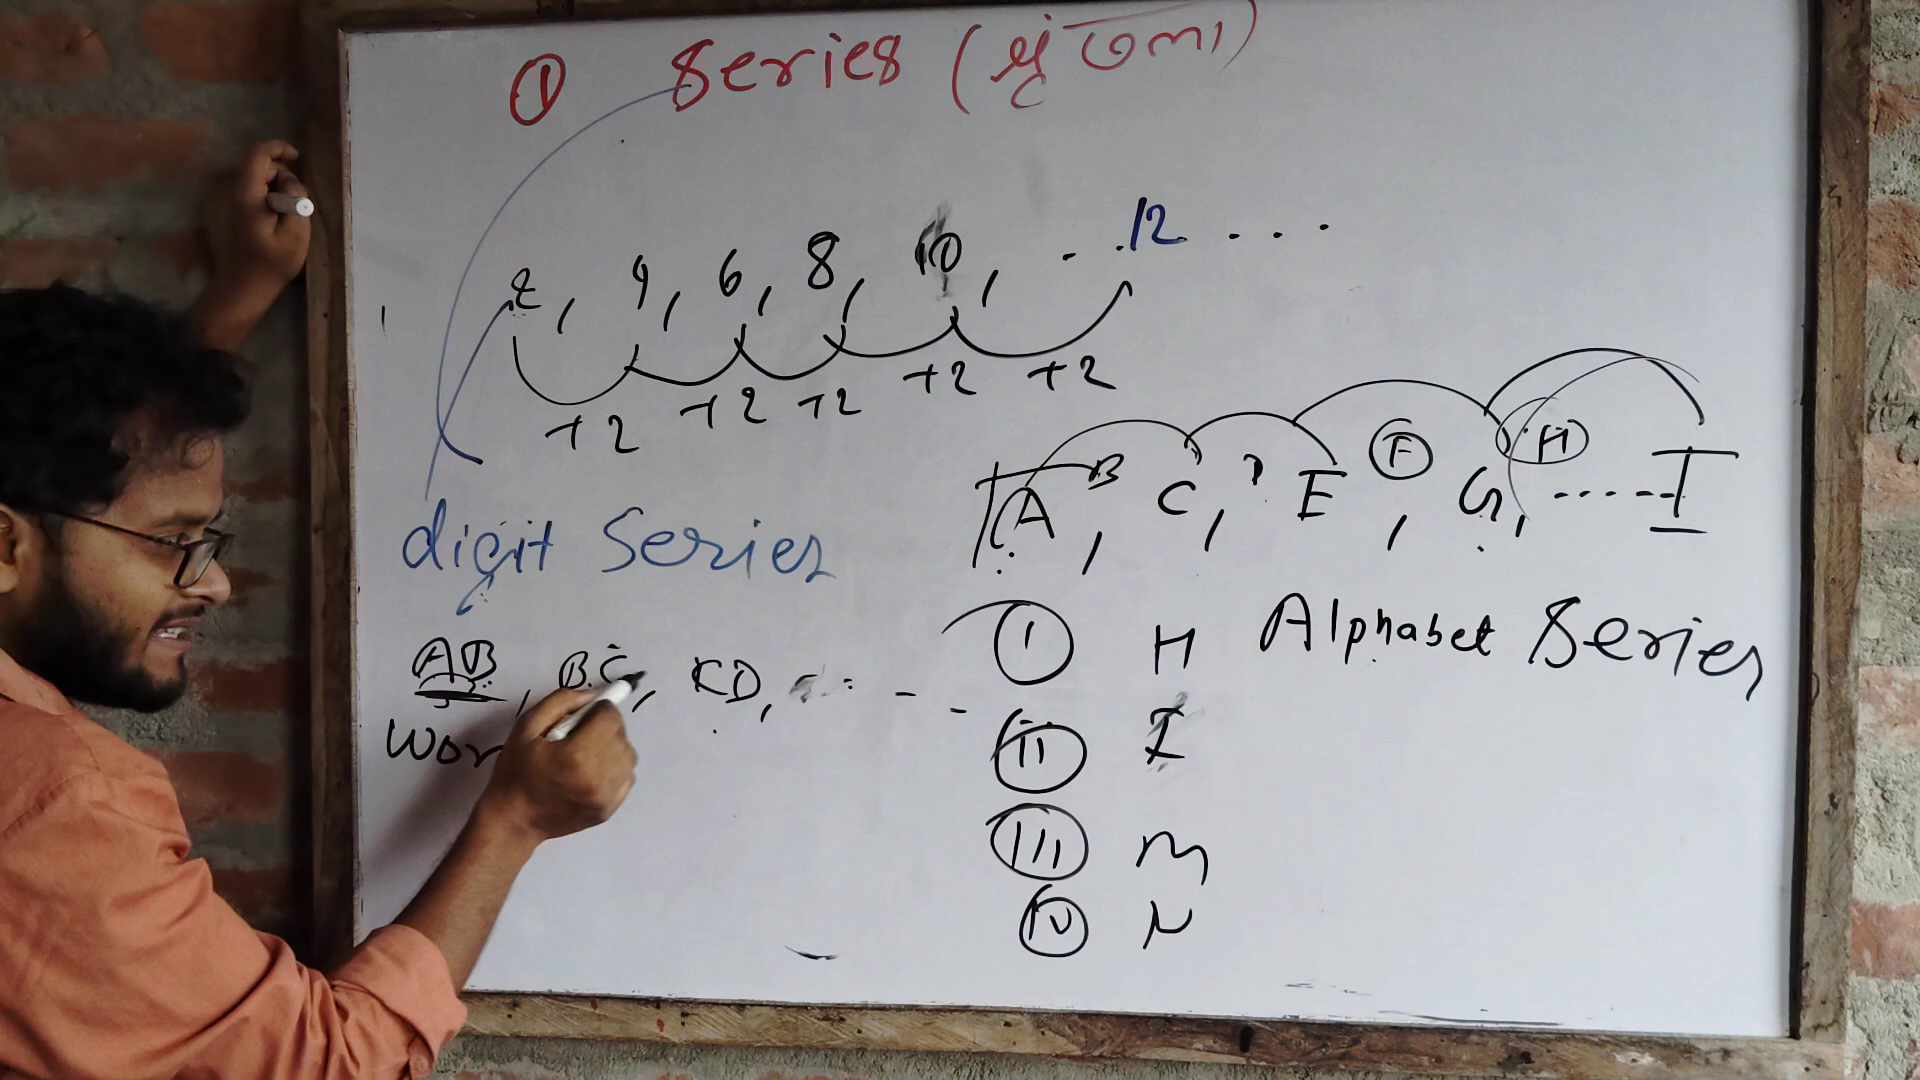 ① Series (শৃংতলা)
2, 4, 6, 8, 10, - .12. ...
+2 +2 +2 +2 +2
A, B C, D E, F G, H ------ I
digit Series
Alphabet Series
AB, BC, CD, - -
Wor
(i) H
(ii) I
(iii) M
(iv) N